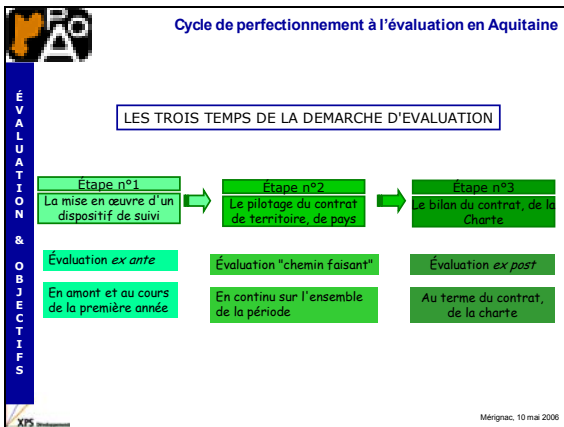 Cycle de perfectionnement à l'évaluation en Aquitaine
ÉVALUATION & OBJECTIFS
LES TROIS TEMPS DE LA DEMARCHE D'EVALUATION
Étape n°1
La mise en œuvre d'un
dispositif de suivi
Étape n°2
Le pilotage du contrat
de territoire, de pays
Étape n°3
Le bilan du contrat, de la
Charte
Évaluation ex ante
Évaluation "chemin faisant"
Évaluation ex post
En amont et au cours
de la première année
En continu sur l'ensemble
de la période
Au terme du contrat,
de la charte
XPS
Mérignac, 10 mai 2006